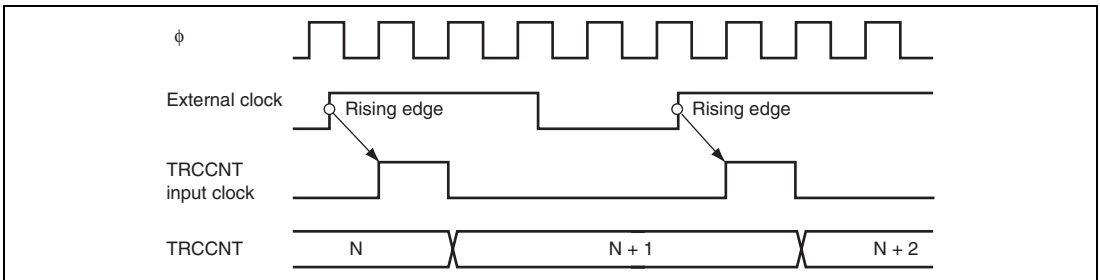 ϕ
External clock
Rising edge
Rising edge
TRCCNT
input clock
TRCCNT
N
N + 1
N + 2